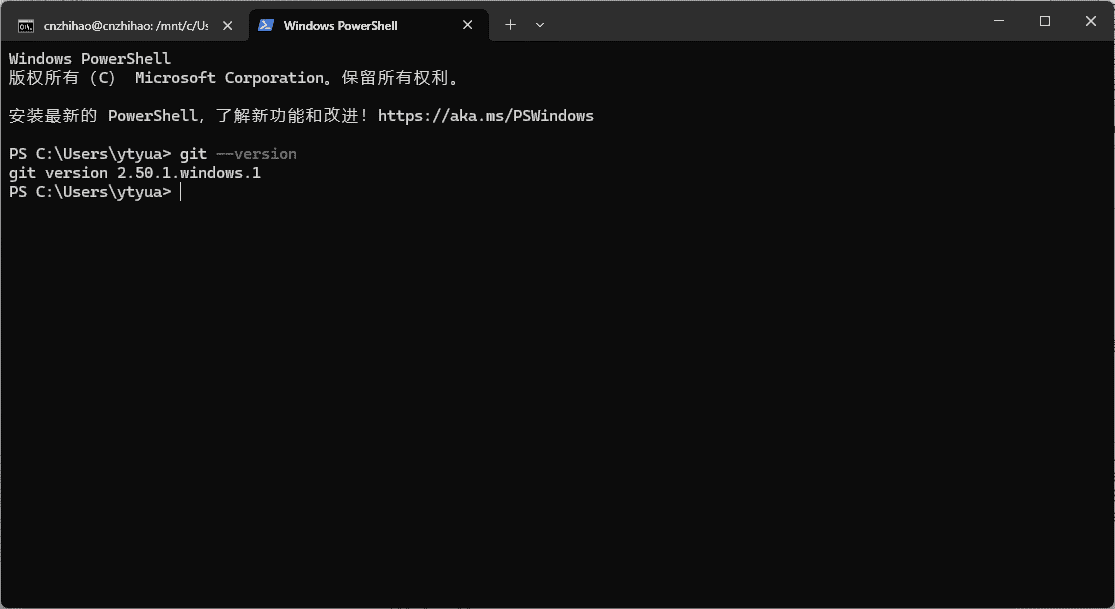 cnzhihao@cnzhihao: /mnt/c/Us
Windows PowerShell
Windows PowerShell
版权所有（C） Microsoft Corporation。保留所有权利。
安装最新的 PowerShell，了解新功能和改进！https://aka.ms/PSWindows
PS C:\Users\ytyua> git --version
git version 2.50.1.windows.1
PS C:\Users\ytyua>